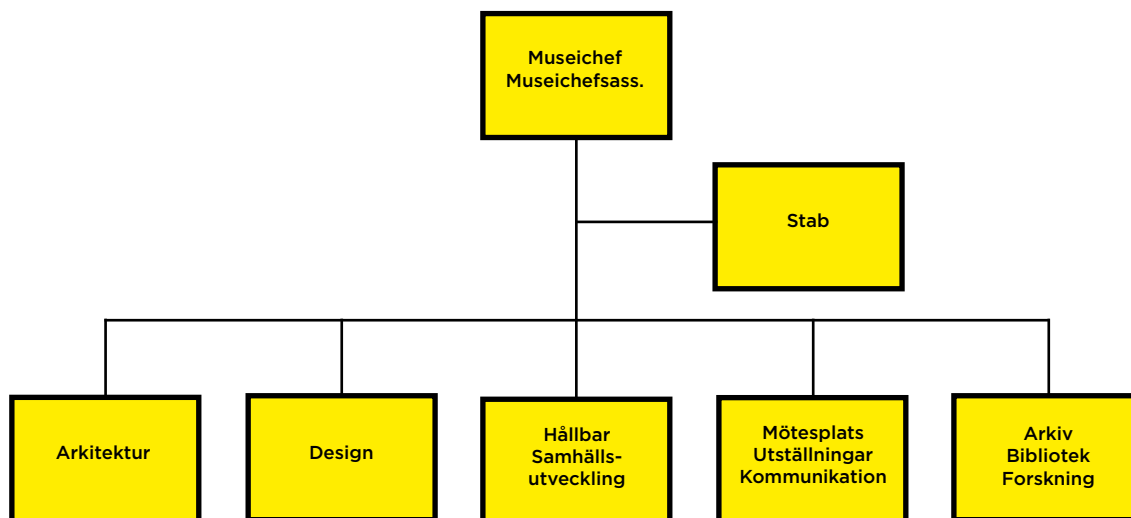 Museichef
Museichefsass.
Stab
Arkitektur
Design
Hållbar
Samhälls-
utveckling
Mötesplats
Utställningar
Kommunikation
Arkiv
Bibliotek
Forskning